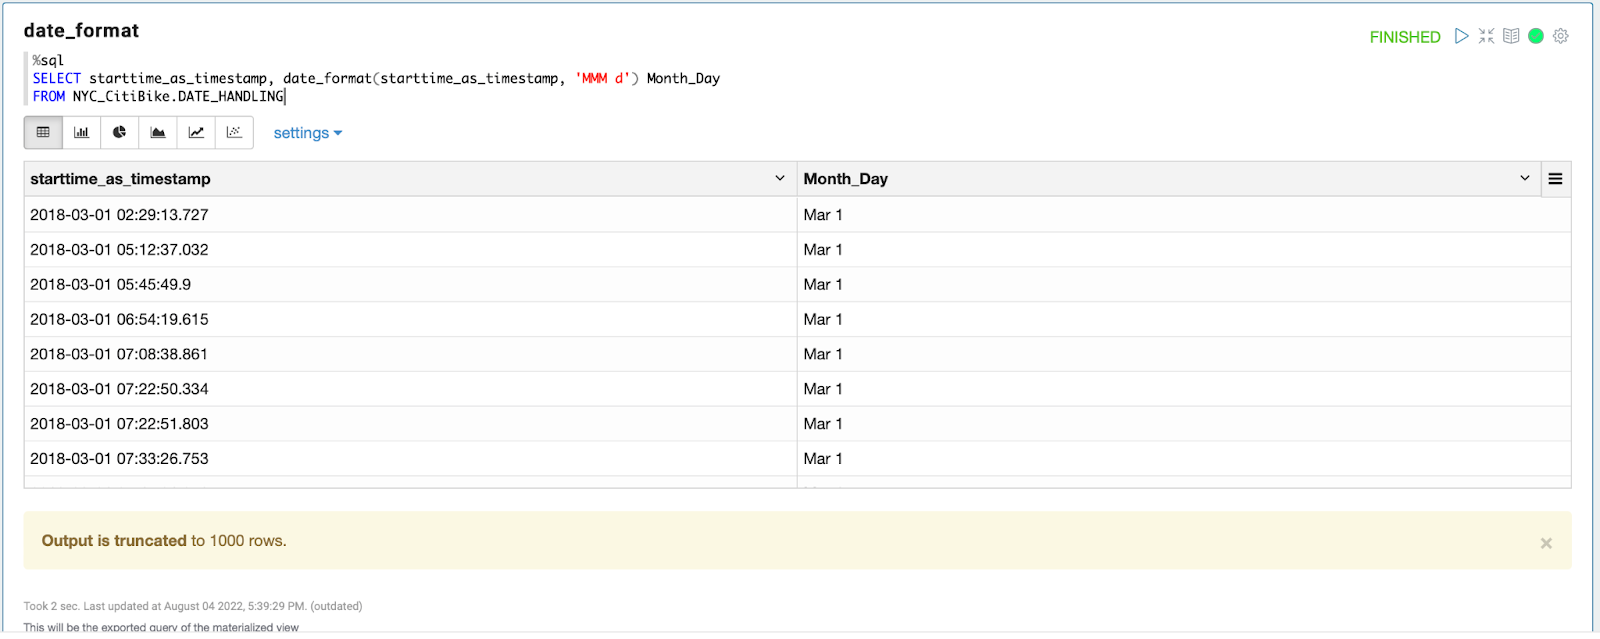 date_format
FINISHED
%sql
SELECT starttime_as_timestamp, date_format(starttime_as_timestamp, 'MMM d') Month_Day
FROM NYC_CitiBike.DATE_HANDLING
settings
starttime_as_timestamp Month_Day
2018-03-01 02:29:13.727 Mar 1
2018-03-01 05:12:37.032 Mar 1
2018-03-01 05:45:49.9 Mar 1
2018-03-01 06:54:19.615 Mar 1
2018-03-01 07:08:38.861 Mar 1
2018-03-01 07:22:50.334 Mar 1
2018-03-01 07:22:51.803 Mar 1
2018-03-01 07:33:26.753 Mar 1
Output is truncated to 1000 rows.
Took 2 sec. Last updated at August 04 2022, 5:39:29 PM. (outdated)
This will be the exported query of the materialized view